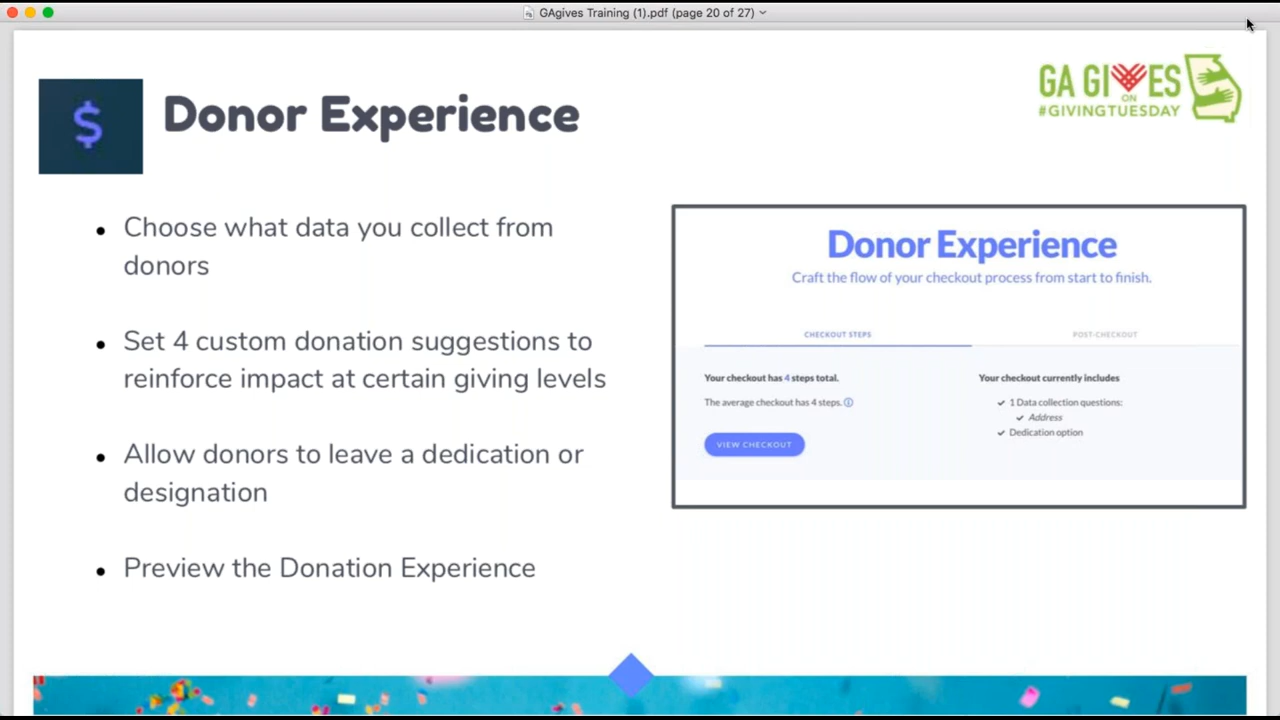 GAgives Training (1).pdf (page 20 of 27)
$
Donor Experience
GA GIVES
ON
#GIVINGTUESDAY
• Choose what data you collect from
donors
• Set 4 custom donation suggestions to
reinforce impact at certain giving levels
• Allow donors to leave a dedication or
designation
• Preview the Donation Experience
Donor Experience
Craft the flow of your checkout process from start to finish.
CHECKOUT STEPS
POST-CHECKOUT
Your checkout has 4 steps total.
The average checkout has 4 steps.
VIEW CHECKOUT
Your checkout currently includes
✓ 1 Data collection questions:
✓ Address
✓ Dedication option